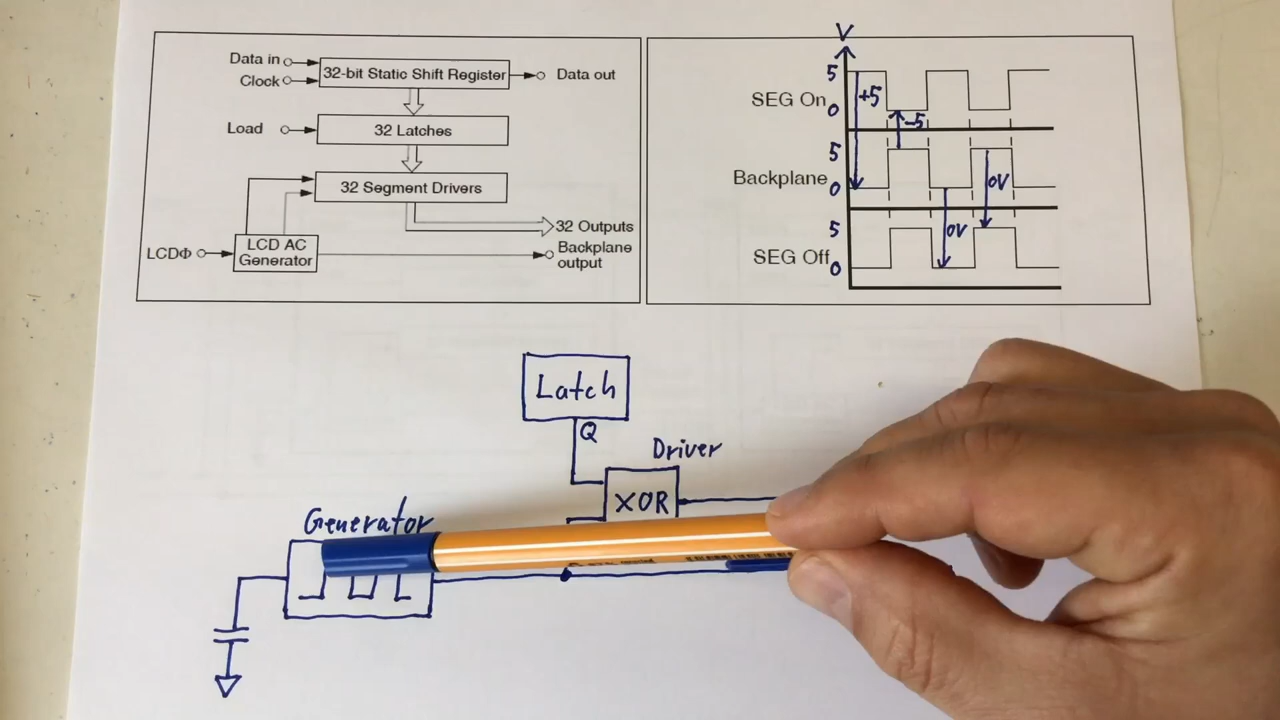 Data in
32-bit Static Shift Register
Data out
Clock
Load
32 Latches
32 Segment Drivers
32 Outputs
LCDΦ
LCD AC
Generator
Backplane
output
V
SEG On
5
0
+5
-5
Backplane
5
0
0V
0V
SEG Off
5
0
Latch
Q
Driver
XOR
Generator